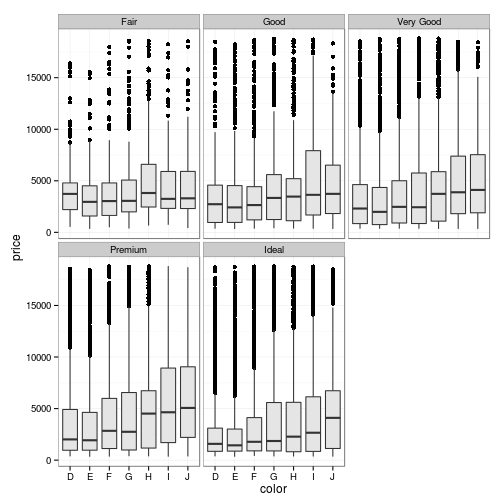 Fair Good Very Good
15000
10000
5000
0
price
Premium Ideal
15000
10000
5000
0
D E F G H I J D E F G H I J
color